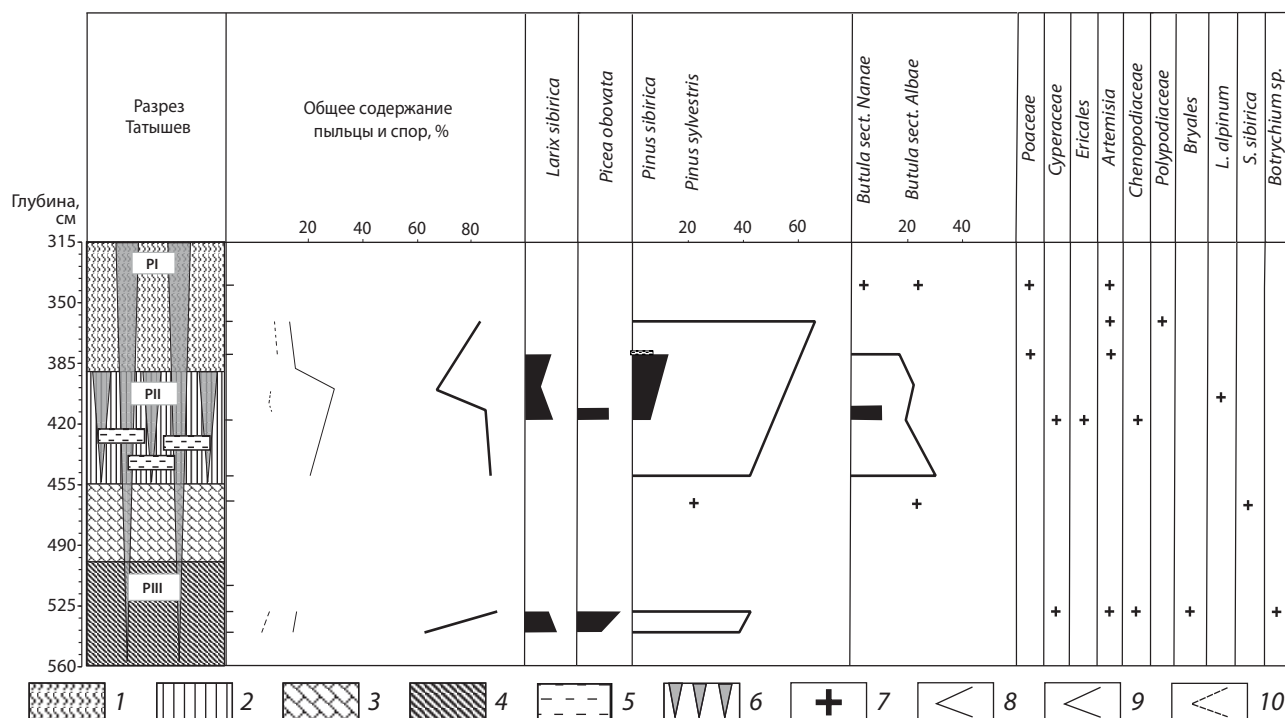 Разрез
Татышев
Общее содержание
пыльцы и спор, %
Larix sibirica
Picea obovata
Pinus sibirica
Pinus sylvestris
Butula sect. Nanae
Butula sect. Albae
Poaceae
Cyperaceae
Ericales
Artemisia
Chenopodiaceae
Polypodiaceae
Bryales
L. alpinum
S. sibirica
Botrychium sp.
Глубина,
см
20 40 60 80
20 40 60
20 40
315
350
385
420
455
490
525
560
PI
PII
PIII
1 2 3 4 5 6 7 8 9 10